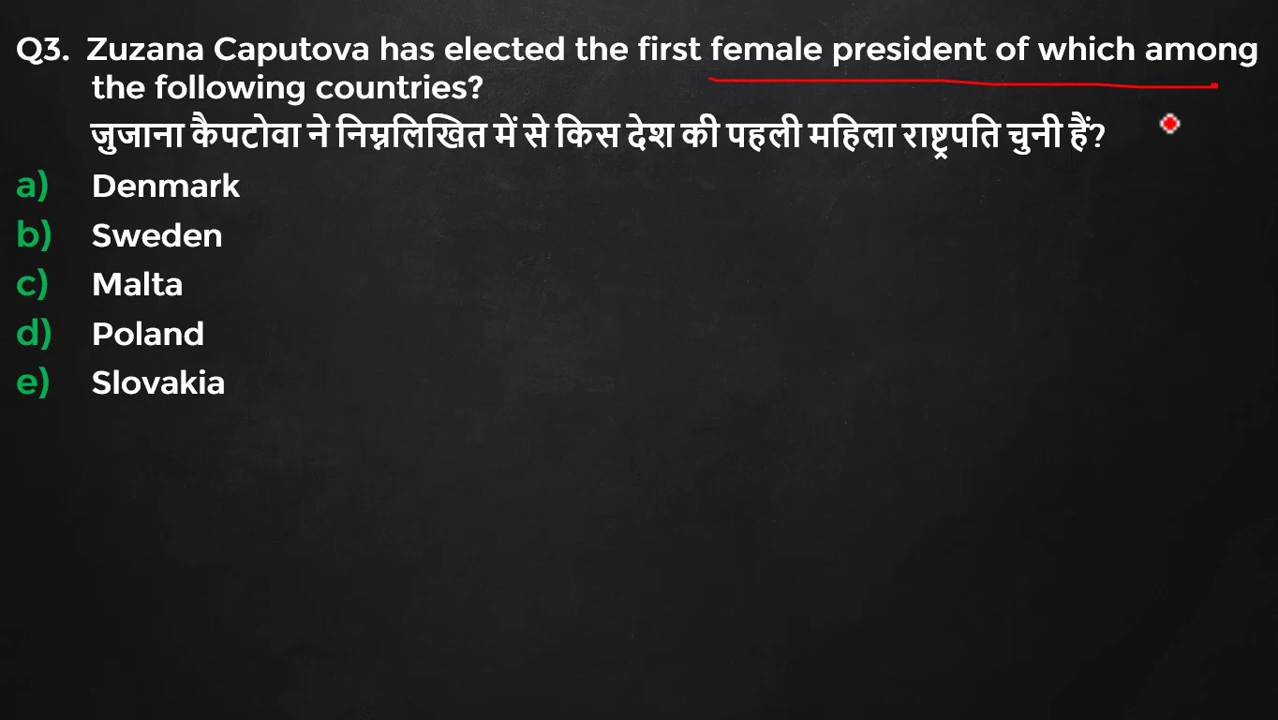 Q3. Zuzana Caputova has elected the first female president of which among
the following countries?
जुजाना कैपटोवा ने निम्नलिखित में से किस देश की पहली महिला राष्ट्रपति चुनी हैं?
a) Denmark
b) Sweden
c) Malta
d) Poland
e) Slovakia